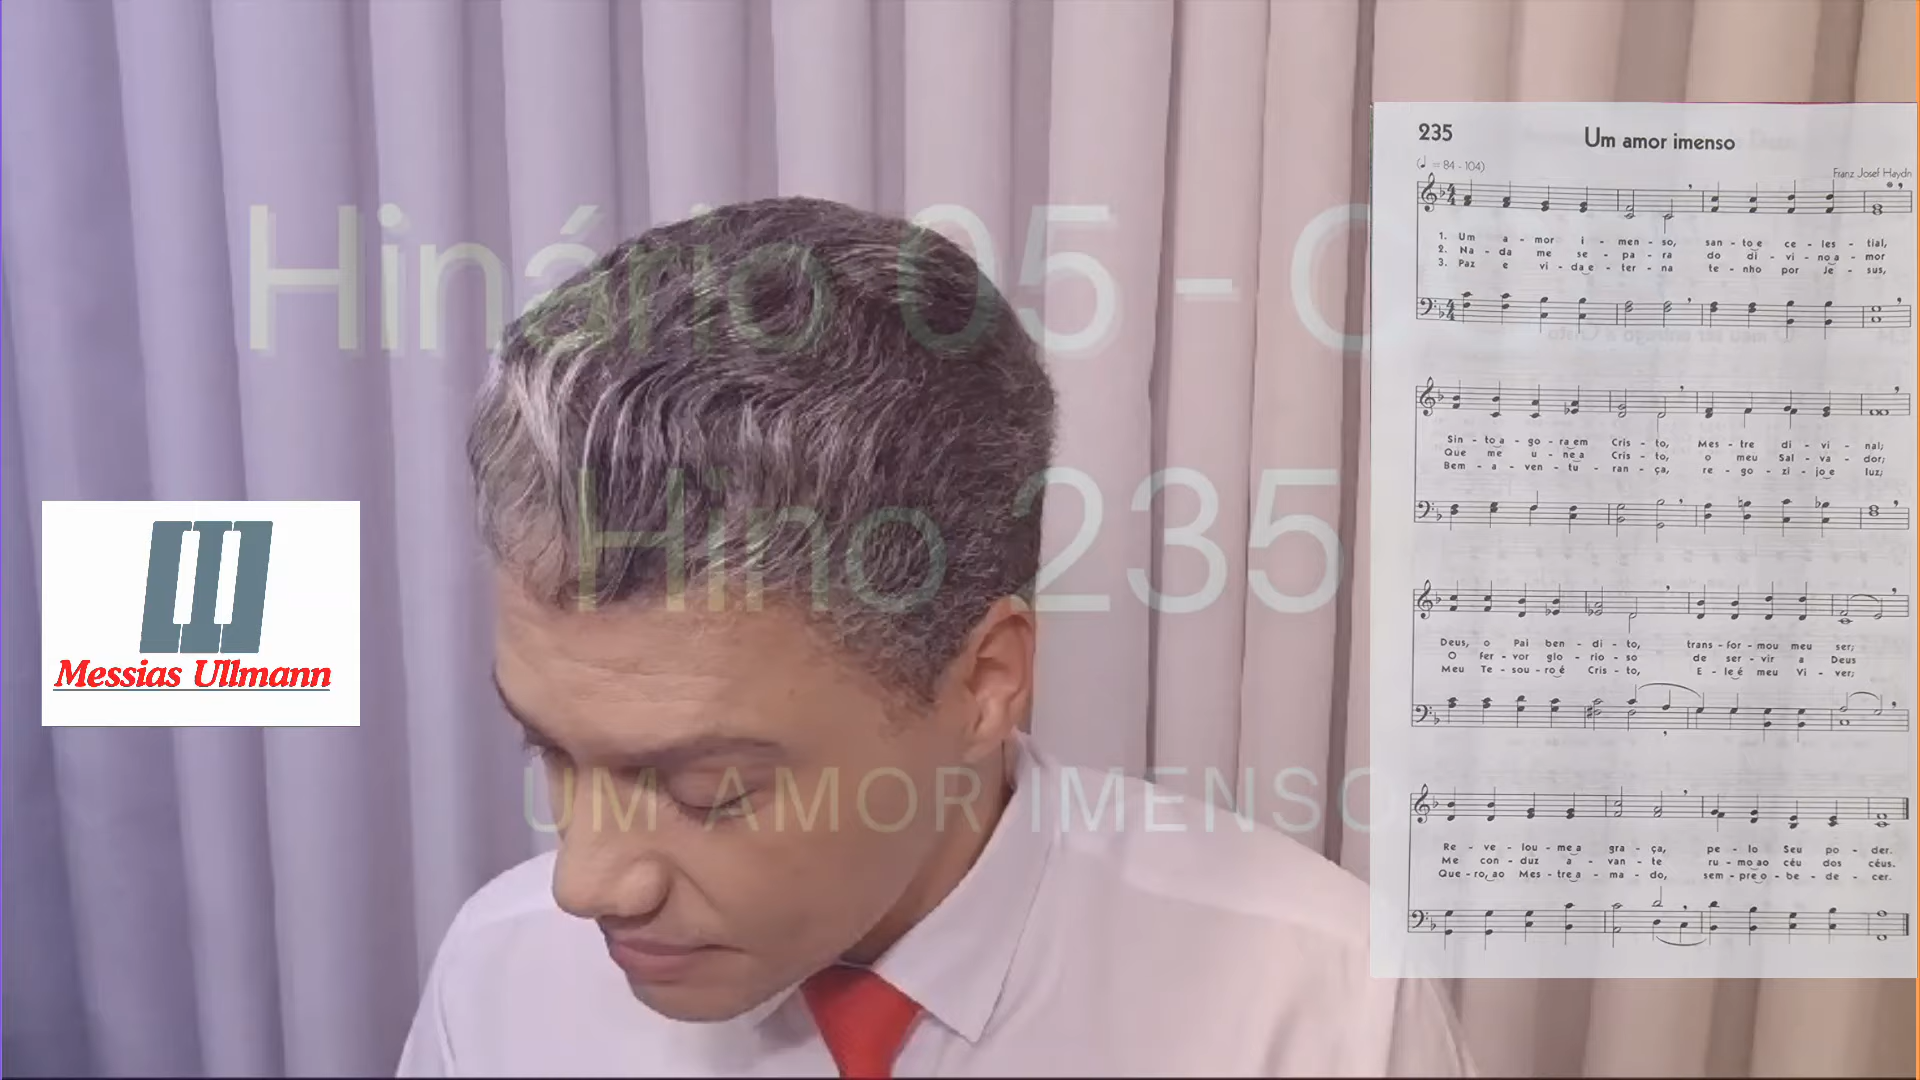 Hinário 05 - C
Hino 235
UM AMOR IMENSO
Messias Ullmann
235
Um amor imenso
(♩ = 84 - 104)
Franz Josef Haydn
1. Um a - mor i - men - so, san - to e ce - les - tial,
2. Na - da me se - pa - ra do di - vi - no a - mor
3. Paz e vi - da e - ter - na te - nho por Je - sus,
Sin - to a - go - ra em Cris - to, Mes - tre di - vi - nal;
Que me u - ne a Cris - to, o meu Sal - va - dor;
Bem - a - ven - tu - ran - ça, re - go - zi - jo e luz;
Deus, o Pai ben - di - to, trans - for - mou meu ser;
O fer - vor glo - rio - so de ser - vir a Deus
Meu Te - sou - ro é Cris - to, E - le é meu Vi - ver;
Re - ve - lou - me a gra - ça, pe - lo Seu po - der.
Me con - duz a - van - te ru - mo ao céu dos céus.
Que - ro, ao Mes - tre a - ma - do, sem - pre o - be - de - cer.